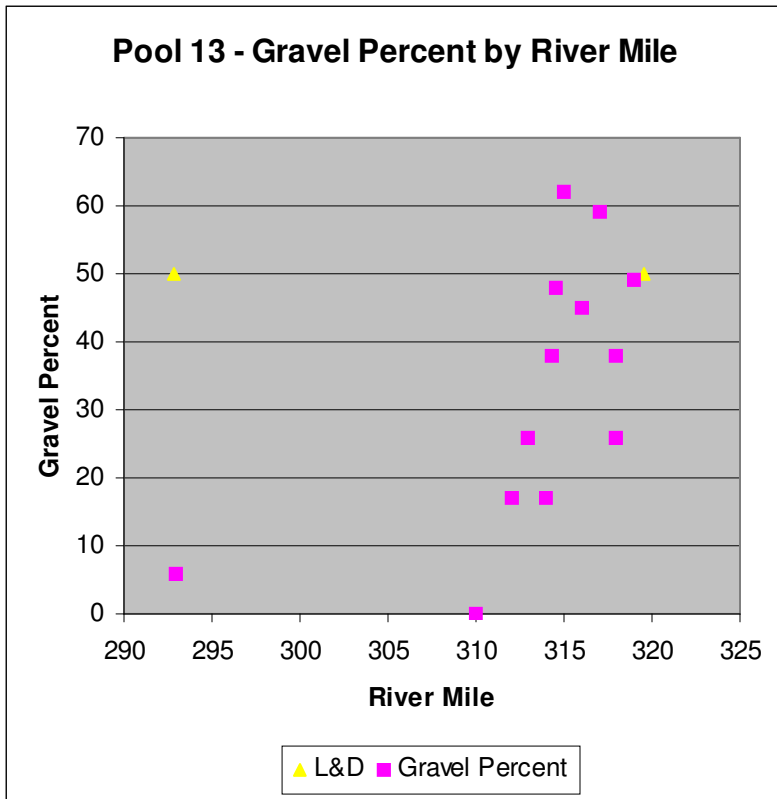 Pool 13 - Gravel Percent by River Mile
70
60
50
40
30
20
10
0
Gravel Percent
290 295 300 305 310 315 320 325
River Mile
L&D Gravel Percent